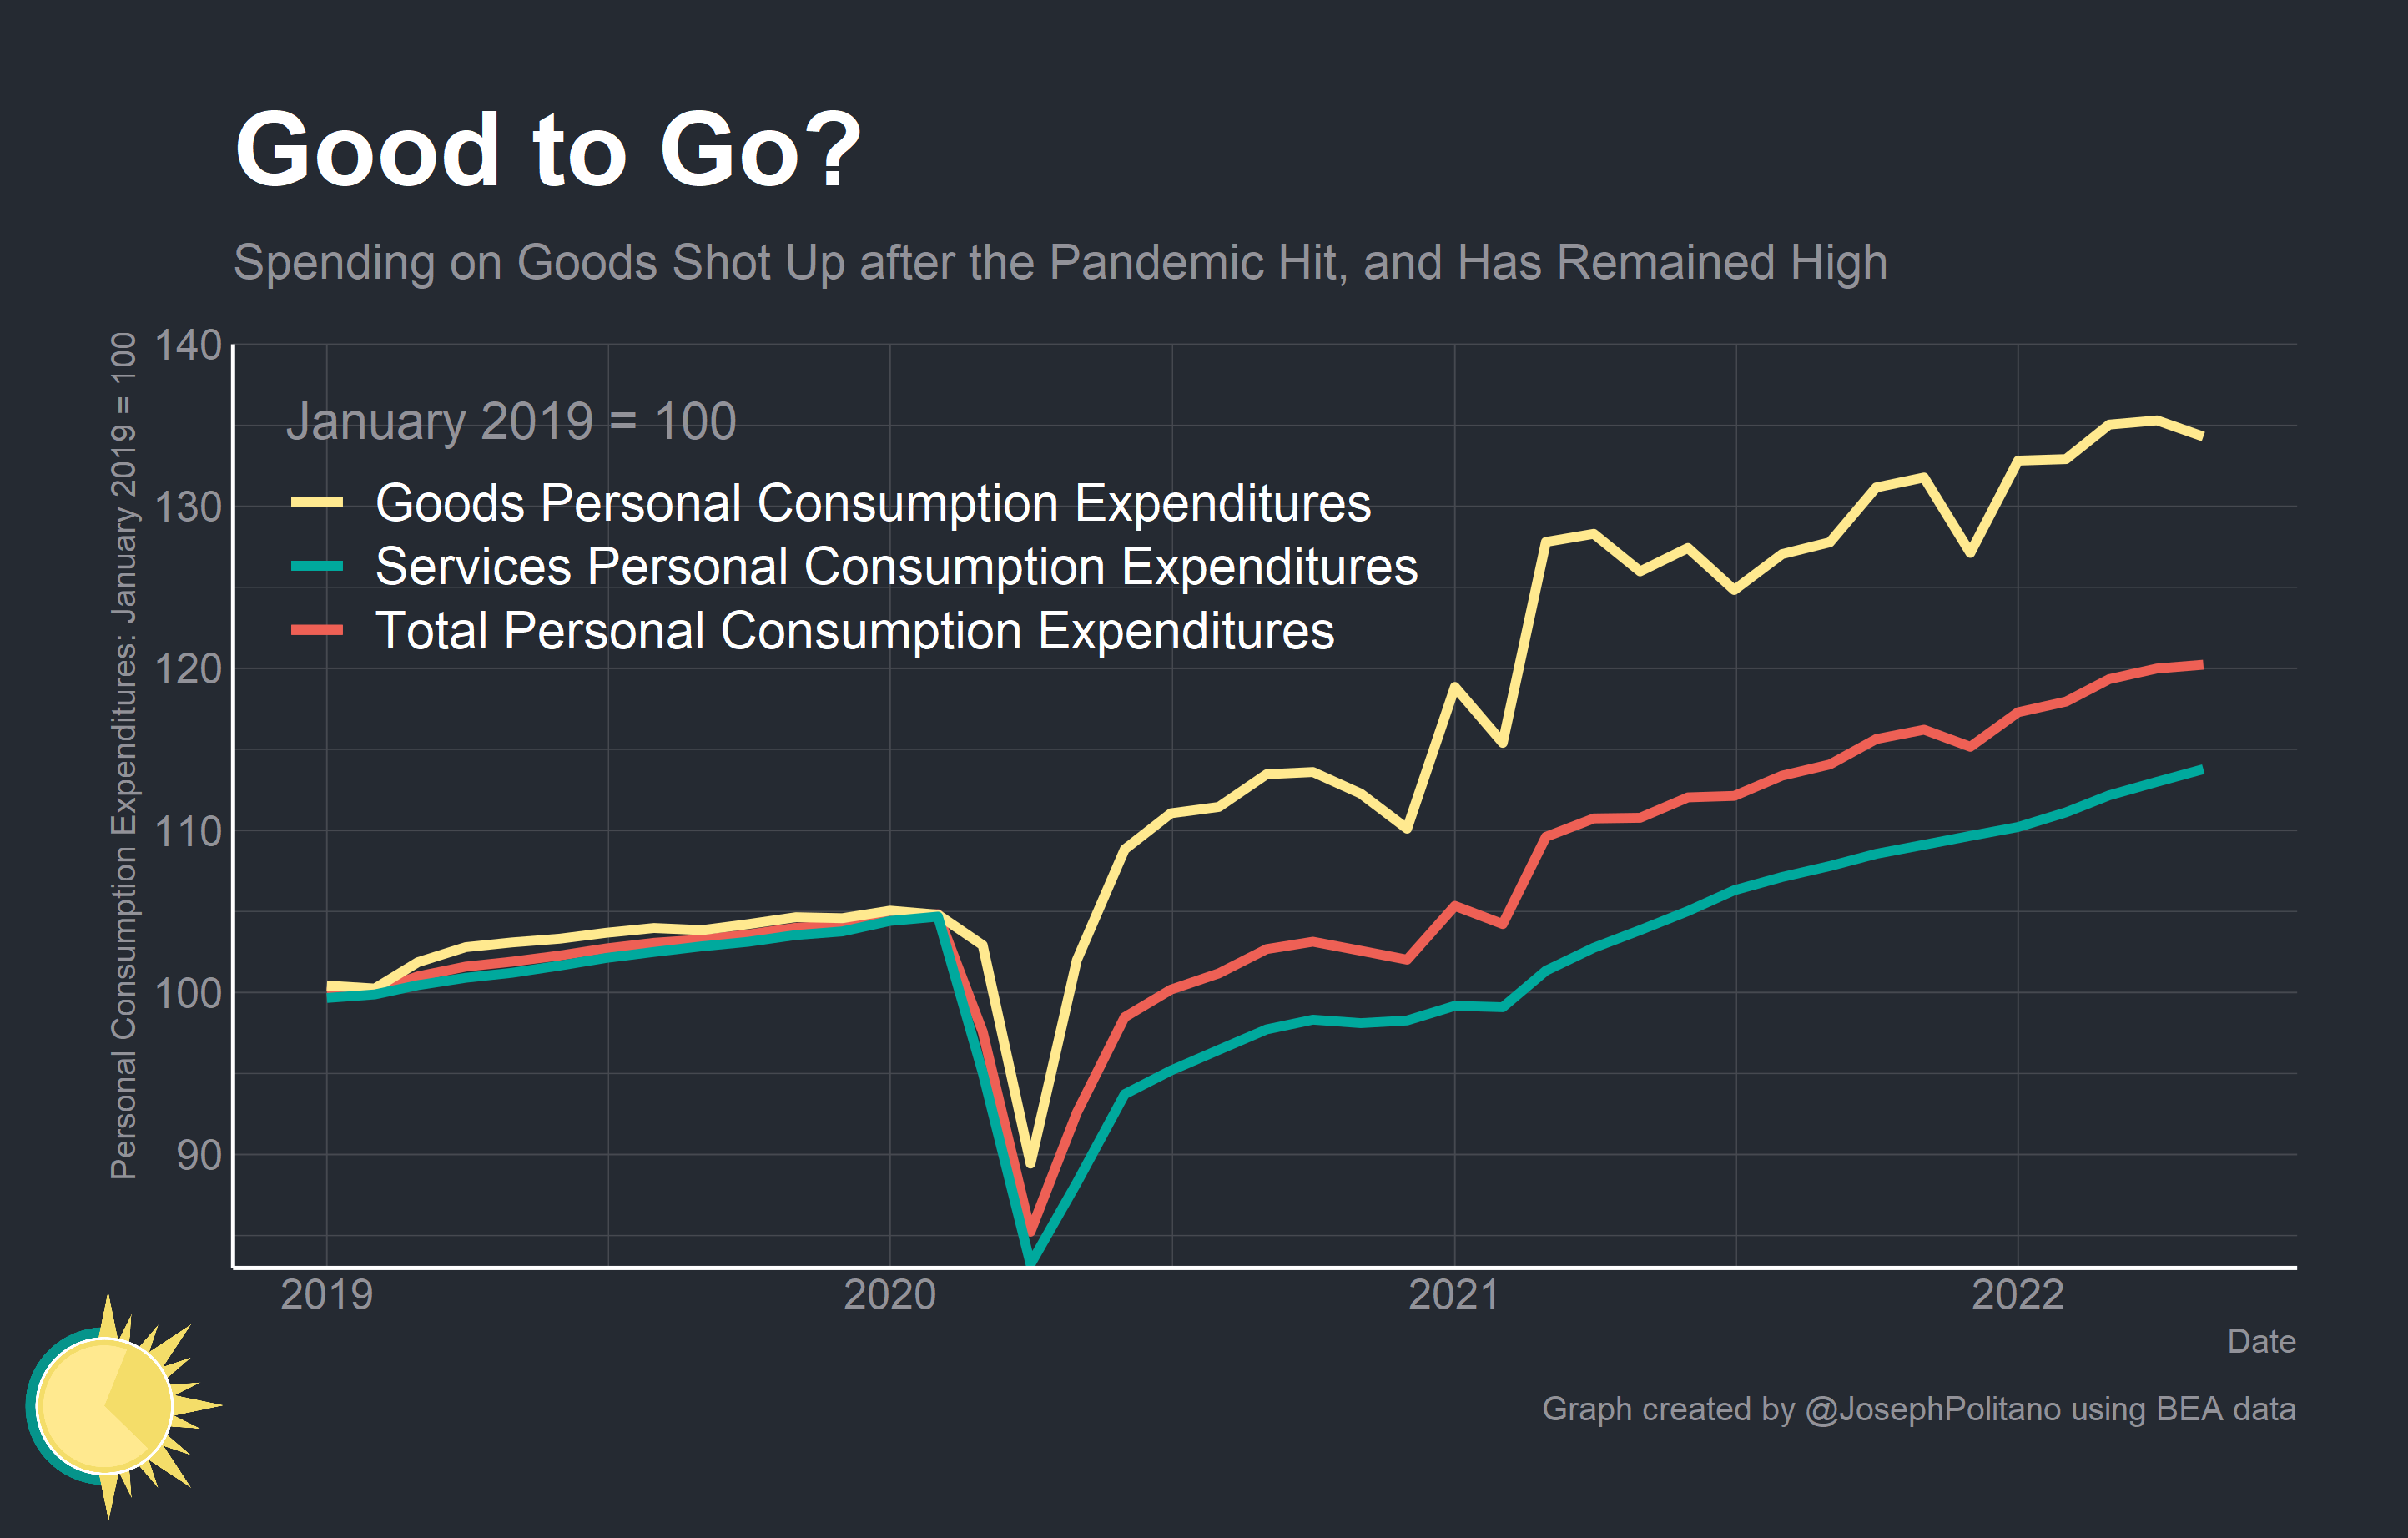 Good to Go?
Spending on Goods Shot Up after the Pandemic Hit, and Has Remained High
Personal Consumption Expenditures: January 2019 = 100
140
130
120
110
100
90
January 2019 = 100
Goods Personal Consumption Expenditures
Services Personal Consumption Expenditures
Total Personal Consumption Expenditures
2019 2020 2021 2022
Date
Graph created by @JosephPolitano using BEA data